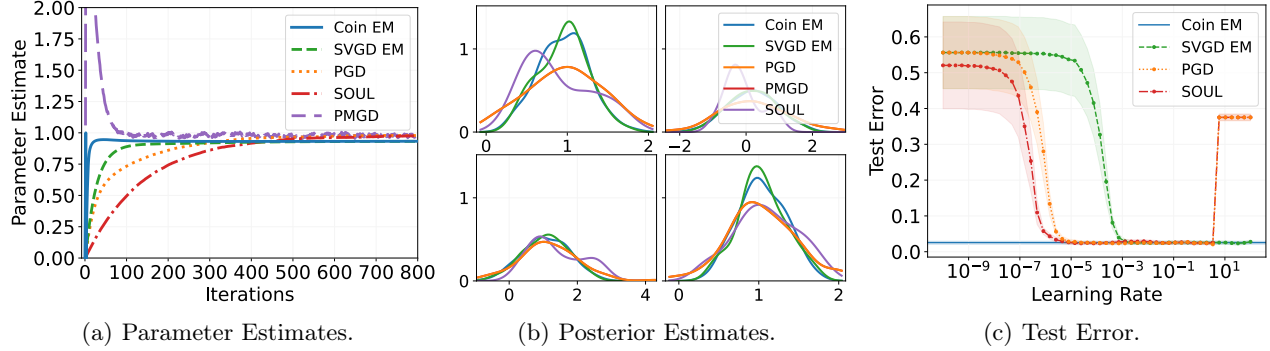 2.00
1.75
1.50
1.25
1.00
0.75
0.50
0.25
0.00
Parameter Estimate
Coin EM
SVGD EM
PGD
SOUL
PMGD
0 100 200 300 400 500 600 700 800
Iterations
(a) Parameter Estimates.
1
0
0 1 2
Coin EM
SVGD EM
PGD
PMGD
SOUL
−2 0 2
1
0
0 2 4
0 1 2
(b) Posterior Estimates.
0.6
0.5
0.4
0.3
0.2
0.1
0.0
Test Error
Coin EM
SVGD EM
PGD
SOUL
10⁻⁹ 10⁻⁷ 10⁻⁵ 10⁻³ 10⁻¹ 10¹
Learning Rate
(c) Test Error.